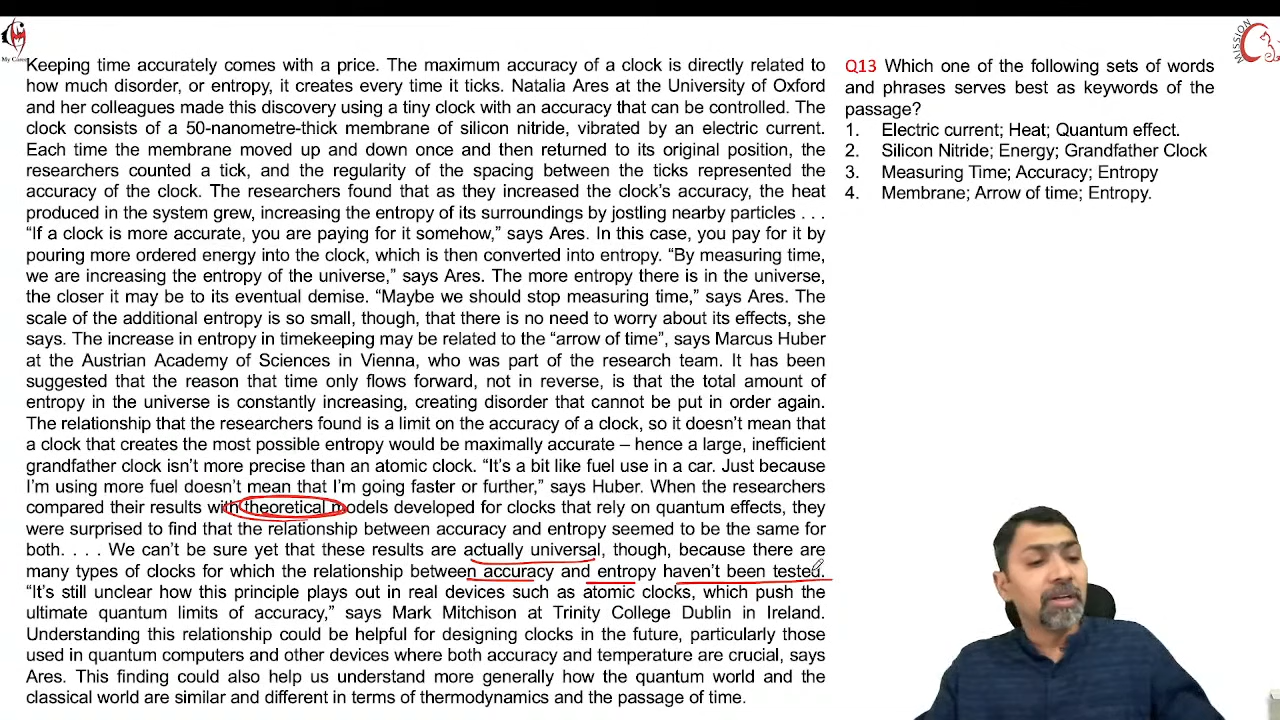 My Career
MISSION
Keeping time accurately comes with a price. The maximum accuracy of a clock is directly related to
how much disorder, or entropy, it creates every time it ticks. Natalia Ares at the University of Oxford
and her colleagues made this discovery using a tiny clock with an accuracy that can be controlled. The
clock consists of a 50-nanometre-thick membrane of silicon nitride, vibrated by an electric current.
Each time the membrane moved up and down once and then returned to its original position, the
researchers counted a tick, and the regularity of the spacing between the ticks represented the
accuracy of the clock. The researchers found that as they increased the clock's accuracy, the heat
produced in the system grew, increasing the entropy of its surroundings by jostling nearby particles . . .
“If a clock is more accurate, you are paying for it somehow,” says Ares. In this case, you pay for it by
pouring more ordered energy into the clock, which is then converted into entropy. “By measuring time,
we are increasing the entropy of the universe,” says Ares. The more entropy there is in the universe,
the closer it may be to its eventual demise. “Maybe we should stop measuring time,” says Ares. The
scale of the additional entropy is so small, though, that there is no need to worry about its effects, she
says. The increase in entropy in timekeeping may be related to the “arrow of time”, says Marcus Huber
at the Austrian Academy of Sciences in Vienna, who was part of the research team. It has been
suggested that the reason that time only flows forward, not in reverse, is that the total amount of
entropy in the universe is constantly increasing, creating disorder that cannot be put in order again.
The relationship that the researchers found is a limit on the accuracy of a clock, so it doesn't mean that
a clock that creates the most possible entropy would be maximally accurate – hence a large, inefficient
grandfather clock isn't more precise than an atomic clock. “It's a bit like fuel use in a car. Just because
I'm using more fuel doesn't mean that I'm going faster or further,” says Huber. When the researchers
compared their results with theoretical models developed for clocks that rely on quantum effects, they
were surprised to find that the relationship between accuracy and entropy seemed to be the same for
both. . . . We can't be sure yet that these results are actually universal, though, because there are
many types of clocks for which the relationship between accuracy and entropy haven't been tested.
“It's still unclear how this principle plays out in real devices such as atomic clocks, which push the
ultimate quantum limits of accuracy,” says Mark Mitchison at Trinity College Dublin in Ireland.
Understanding this relationship could be helpful for designing clocks in the future, particularly those
used in quantum computers and other devices where both accuracy and temperature are crucial, says
Ares. This finding could also help us understand more generally how the quantum world and the
classical world are similar and different in terms of thermodynamics and the passage of time.
Q13 Which one of the following sets of words
and phrases serves best as keywords of the
passage?
1. Electric current; Heat; Quantum effect.
2. Silicon Nitride; Energy; Grandfather Clock
3. Measuring Time; Accuracy; Entropy
4. Membrane; Arrow of time; Entropy.